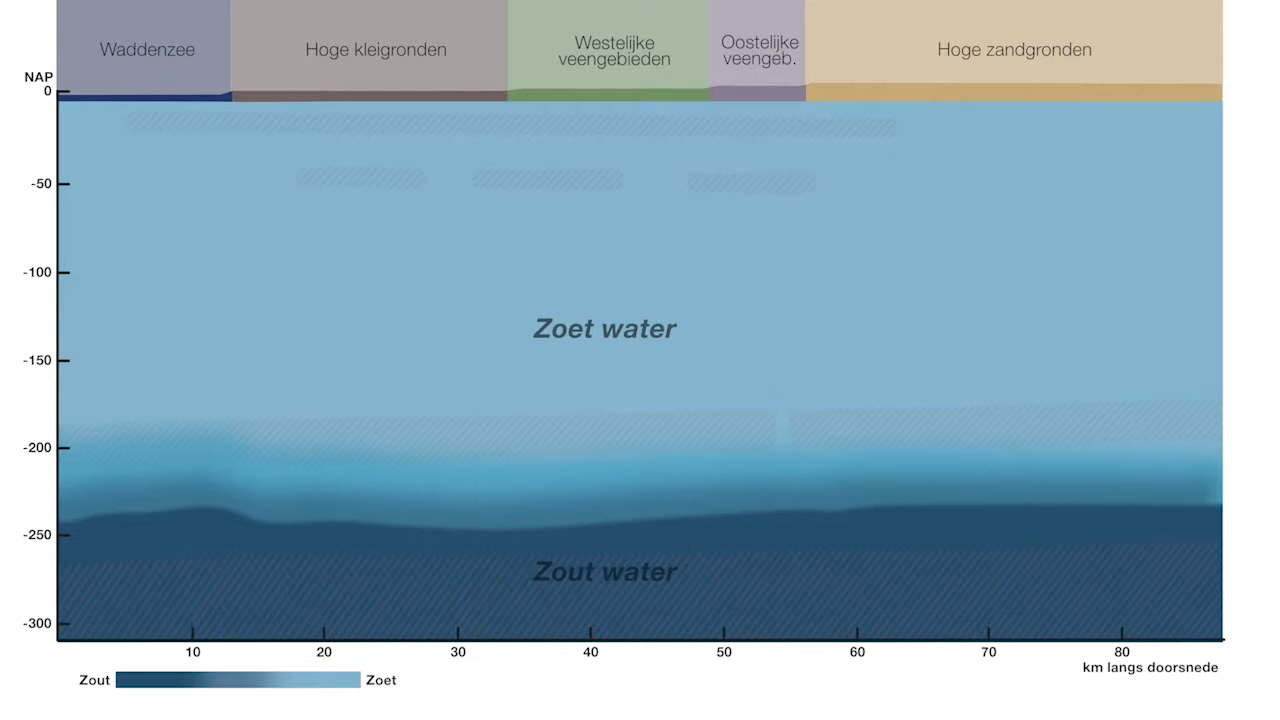 Waddenzee
Hoge kleigronden
Westelijke
veengebieden
Oostelijke
veengeb.
Hoge zandgronden
NAP
0
-50
-100
-150
-200
-250
-300
Zoet water
Zout water
10 20 30 40 50 60 70 80
km langs doorsnede
Zout Zoet